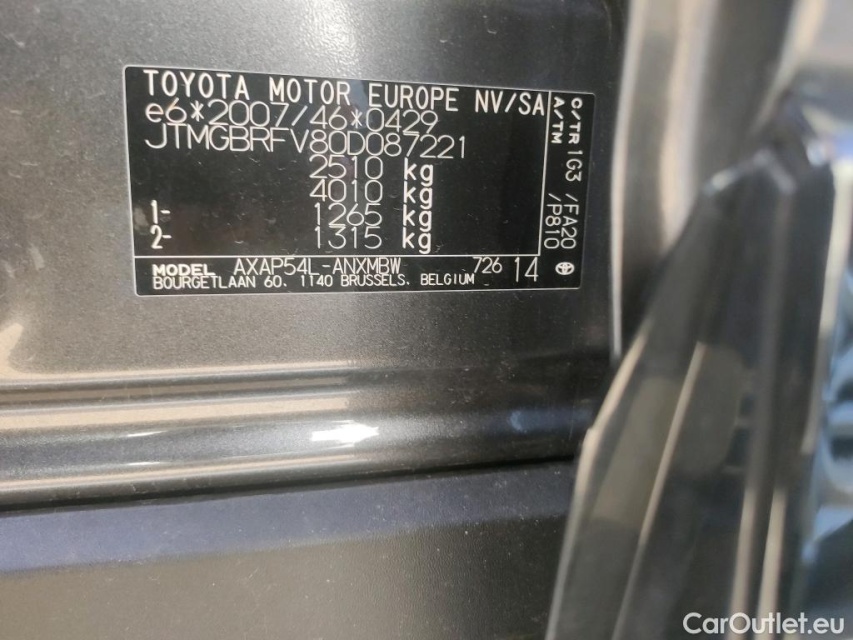 TOYOTA MOTOR EUROPE NV/SA
e6*2007/46*0429
JTMGBRFV80D087221
2510 kg
4010 kg
1- 1265 kg
2- 1315 kg
MODEL AXAP54L-ANXMBW 726 14
BOURGETLAAN 60, 1140 BRUSSELS, BELGIUM
C/TR 1G3 /FA20
A/TM /P810
CarOutlet.eu